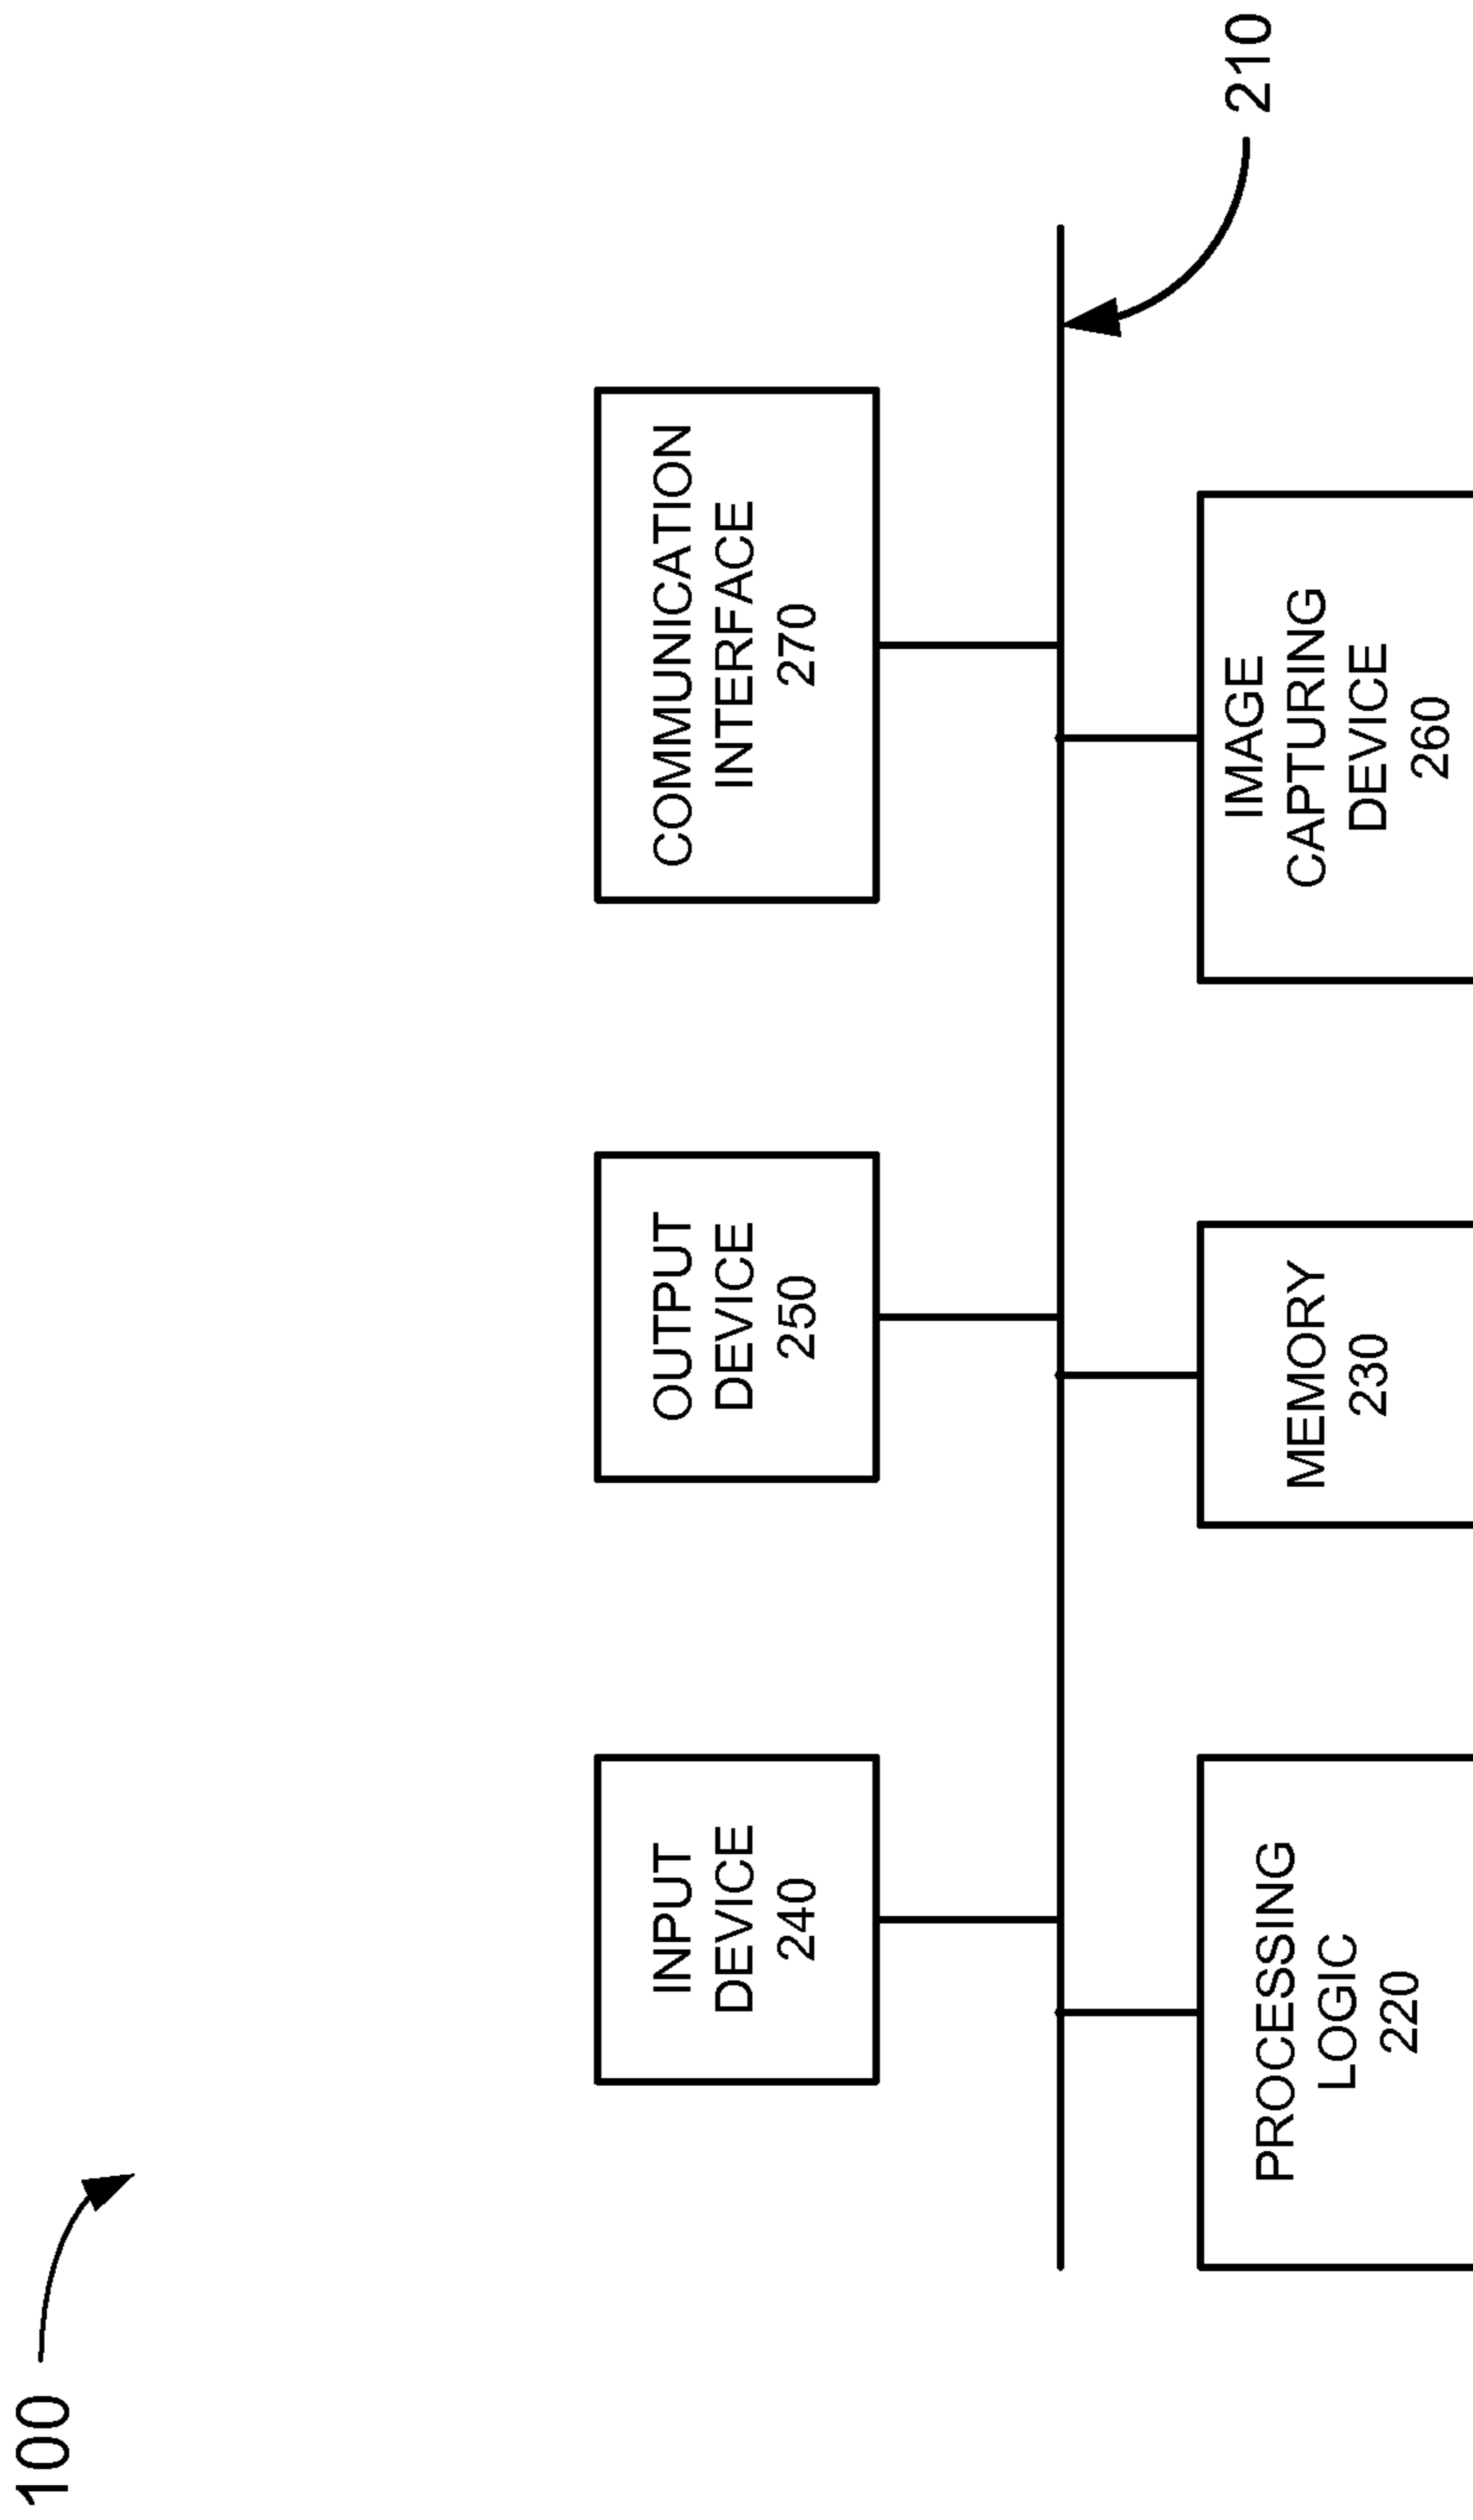 100
INPUT
DEVICE
240
OUTPUT
DEVICE
250
COMMUNICATION
INTERFACE
270
210
PROCESSING
LOGIC
220
MEMORY
230
IMAGE
CAPTURING
DEVICE
260